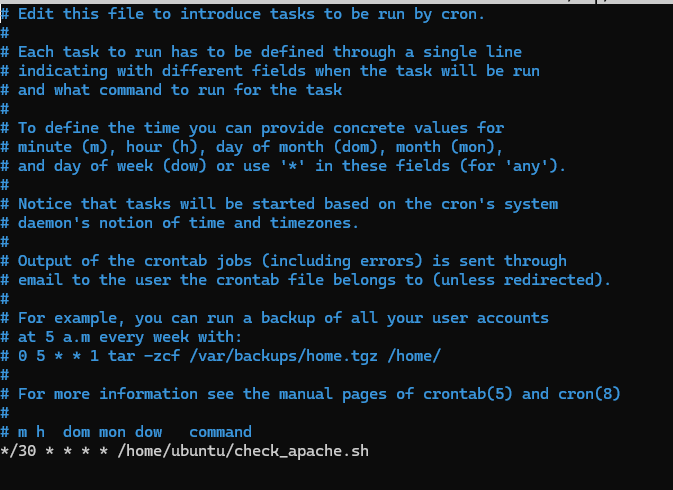 # Edit this file to introduce tasks to be run by cron.
#
# Each task to run has to be defined through a single line
# indicating with different fields when the task will be run
# and what command to run for the task
#
# To define the time you can provide concrete values for
# minute (m), hour (h), day of month (dom), month (mon),
# and day of week (dow) or use '*' in these fields (for 'any').
#
# Notice that tasks will be started based on the cron's system
# daemon's notion of time and timezones.
#
# Output of the crontab jobs (including errors) is sent through
# email to the user the crontab file belongs to (unless redirected).
#
# For example, you can run a backup of all your user accounts
# at 5 a.m every week with:
# 0 5 * * 1 tar -zcf /var/backups/home.tgz /home/
#
# For more information see the manual pages of crontab(5) and cron(8)
#
# m h  dom mon dow   command
*/30 * * * * /home/ubuntu/check_apache.sh